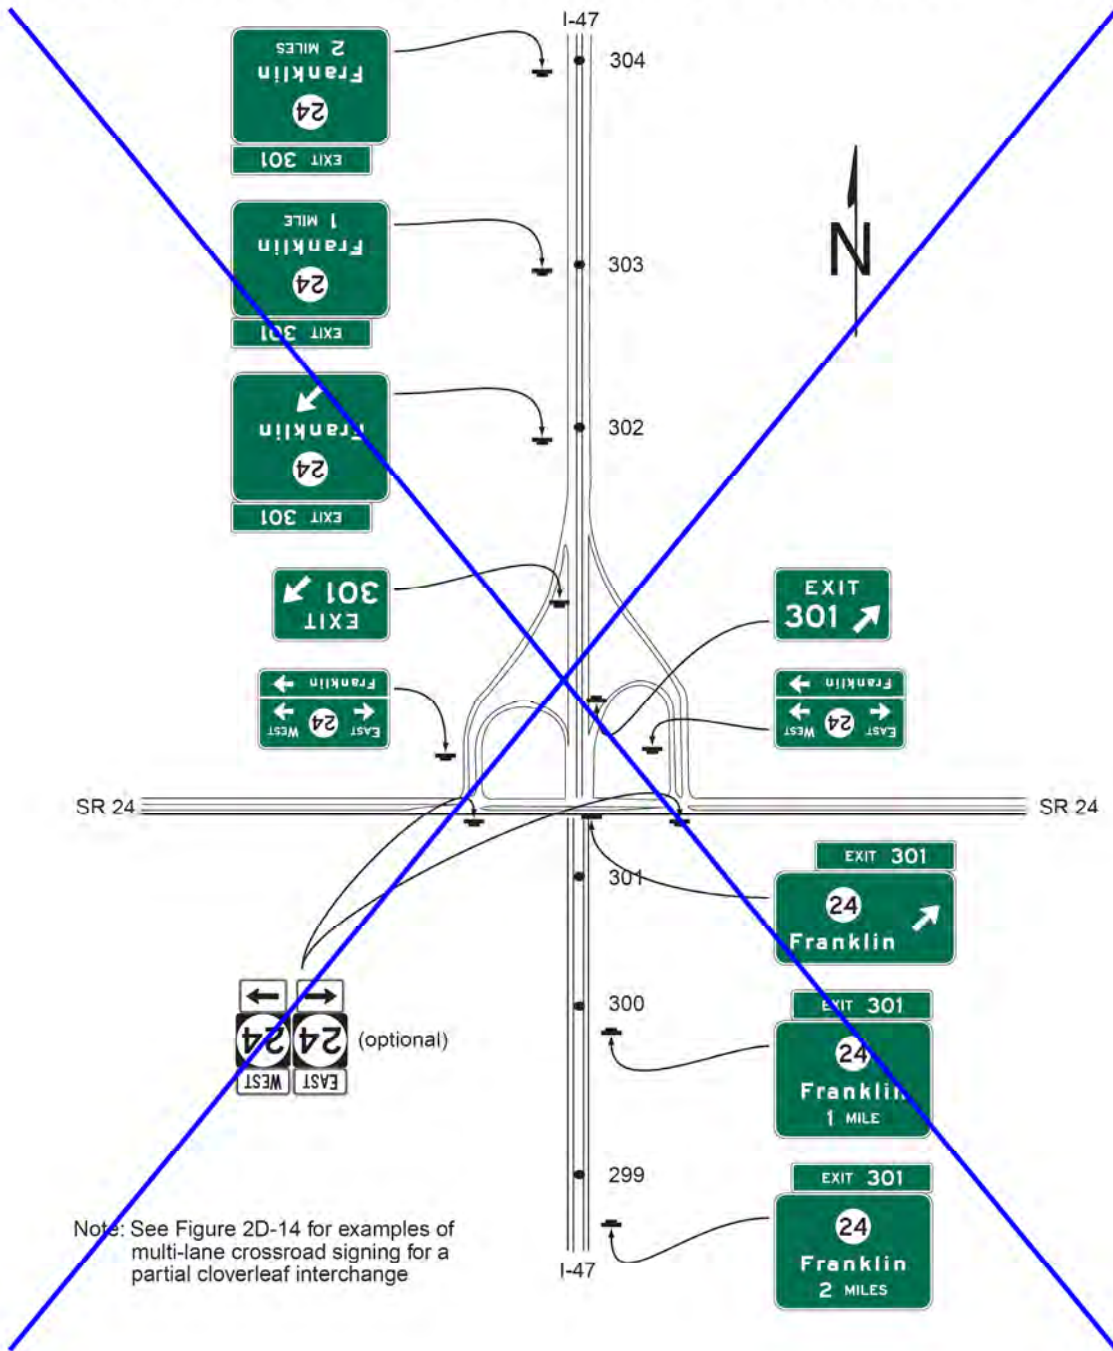 I-47
304
2 MILES
Franklin
24
EXIT 301
303
1 MILE
Franklin
24
EXIT 301
N
302
Franklin
24
EXIT 301
EXIT
301
EXIT
301
Franklin
EAST 24 WEST
Franklin
EAST 24 WEST
SR 24
SR 24
301
EXIT 301
24
Franklin
300
EXIT 301
24
Franklin
1 MILE
24 24
WEST EAST
(optional)
299
EXIT 301
24
Franklin
2 MILES
Note: See Figure 2D-14 for examples of
multi-lane crossroad signing for a
partial cloverleaf interchange
I-47